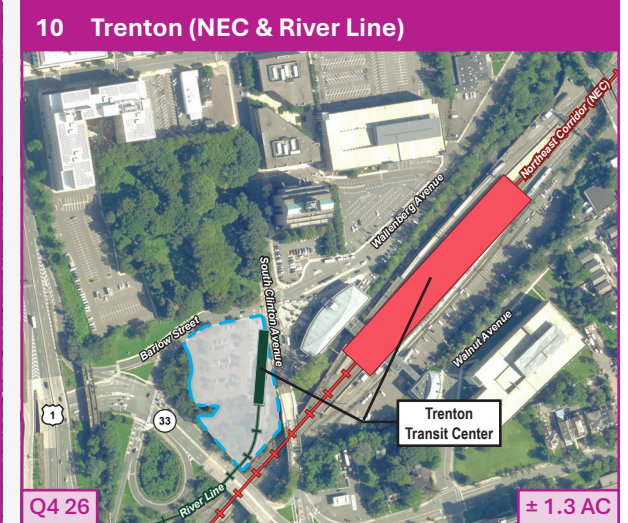 10 Trenton (NEC & River Line)
Northeast Corridor (NEC)
Wallenberg Avenue
South Clinton Avenue
Barlow Street
Walnut Avenue
1
33
Trenton
Transit Center
River Line
Q4 26
± 1.3 AC